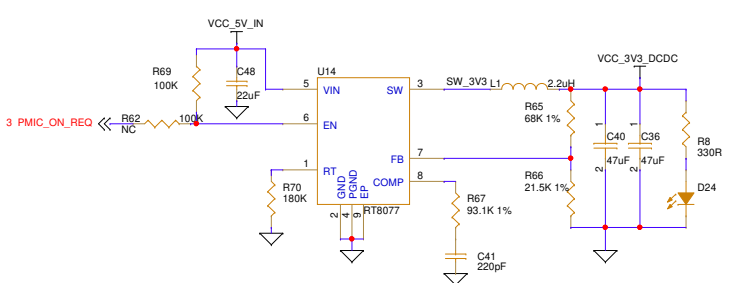 VCC_5V_IN
R69
100K
C48
22uF
3 PMIC_ON_REQ
R62
NC
100K
U14
5
VIN
6
EN
1
RT
R70
180K
GND
PGND
EP
2
4
9
RT8077
SW
3
FB
7
COMP
8
SW_3V3
L1
2.2uH
R65
68K 1%
R66
21.5K 1%
R67
93.1K 1%
C41
220pF
VCC_3V3_DCDC
1
C40
47uF
2
1
C36
47uF
2
R8
330R
D24